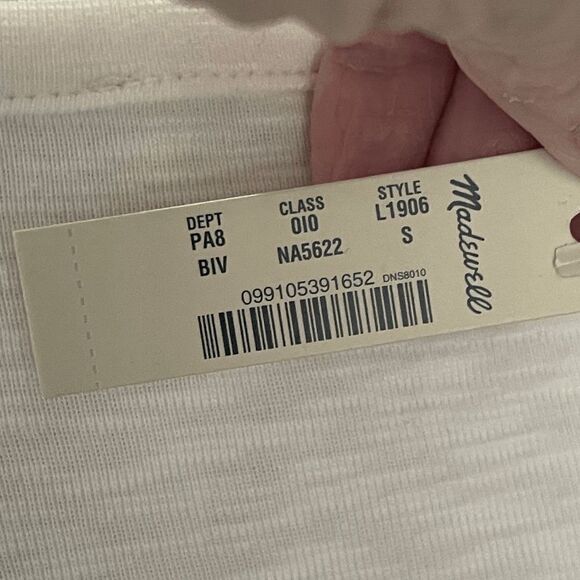 DEPT CLASS STYLE
PA8 010 L1906
BIV NA5622 S
099105391652 DNS8010
Madewell